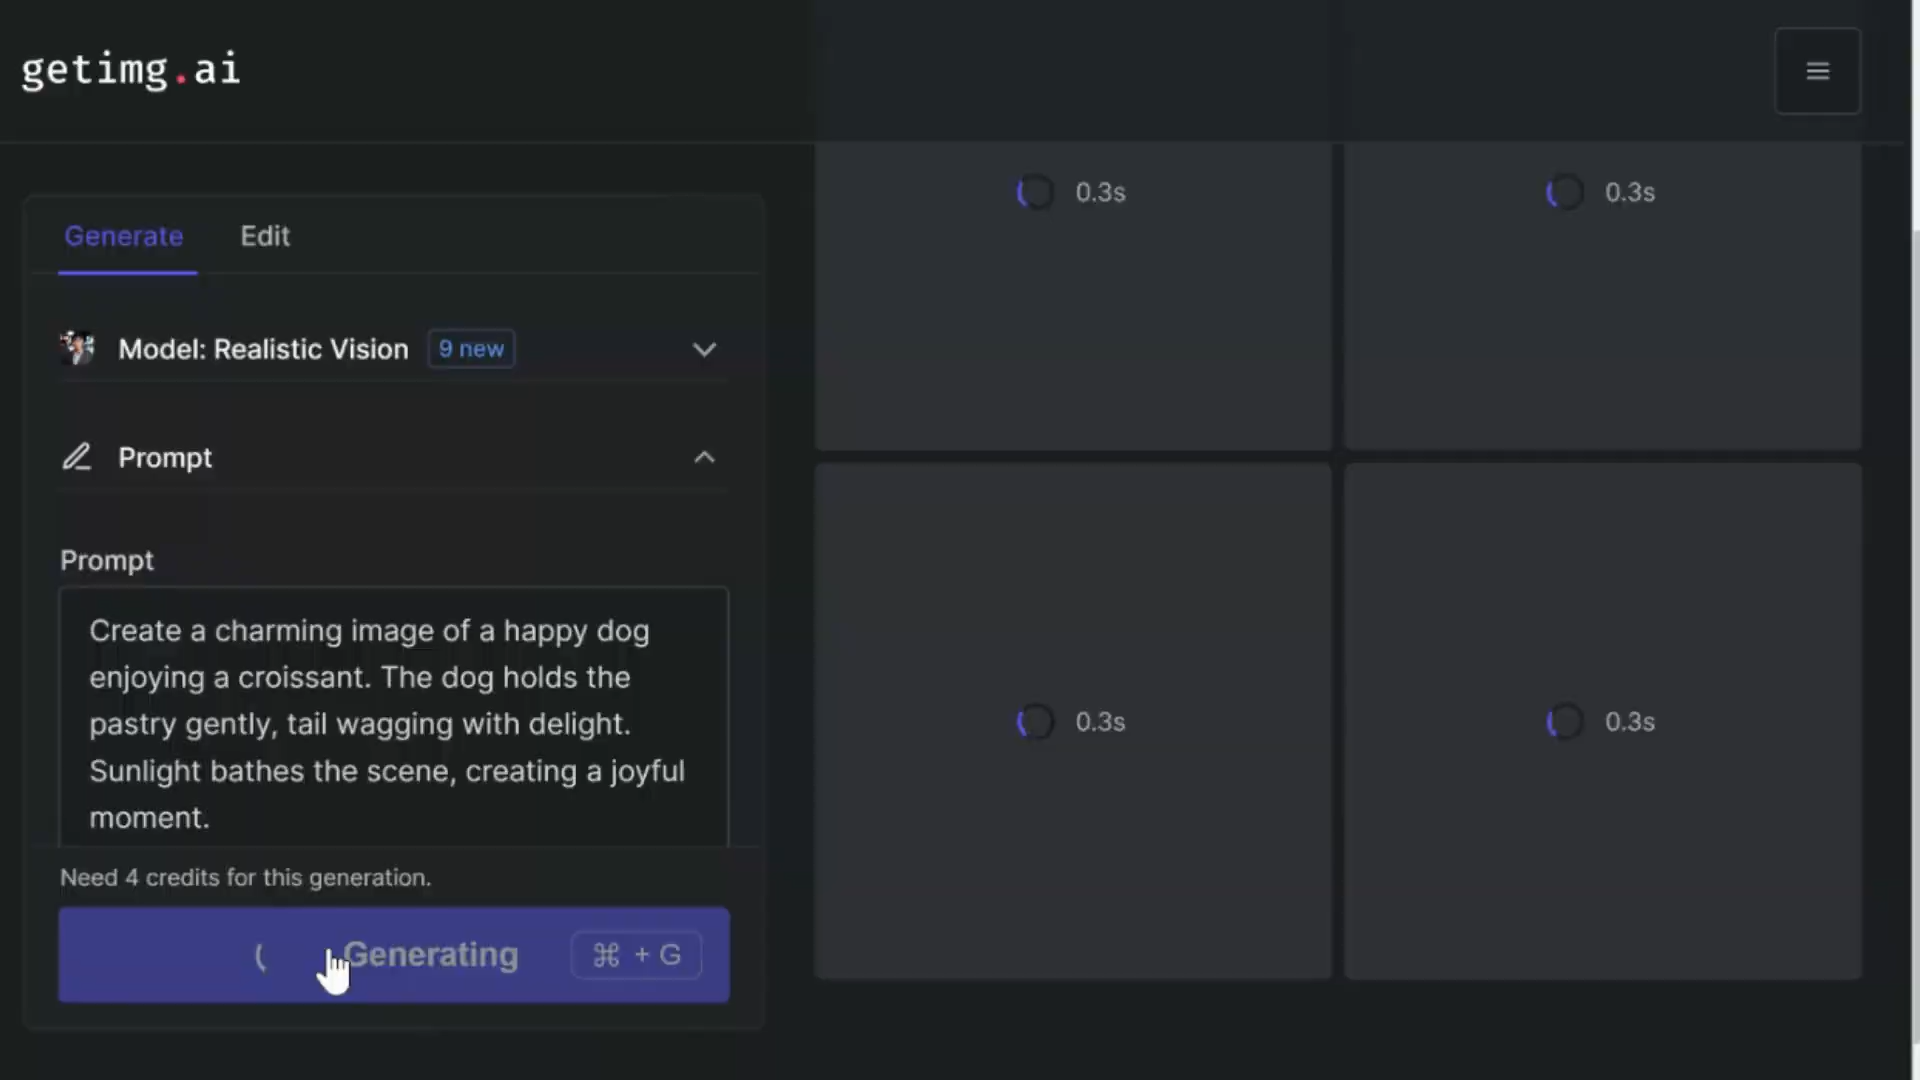 getimg.ai
Generate Edit
Model: Realistic Vision 9 new
Prompt
Prompt
Create a charming image of a happy dog
enjoying a croissant. The dog holds the
pastry gently, tail wagging with delight.
Sunlight bathes the scene, creating a joyful
moment.
Need 4 credits for this generation.
Generating ⌘ + G
0.3s 0.3s
0.3s 0.3s